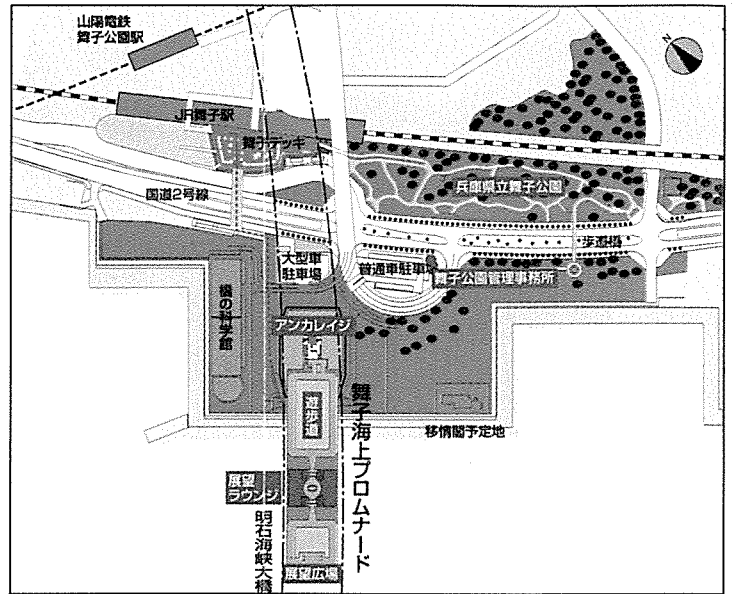 山陽電鉄
舞子公園駅
N
JR舞子駅
舞子デッキ
国道2号線
兵庫県立舞子公園
歩道橋
大型車
駐車場
普通車駐車場
舞子公園管理事務所
橋の科学館
アンカレイジ
遊歩道
舞子海上プロムナード
移情閣予定地
展望
ラウンジ
明石海峡大橋
展望広場